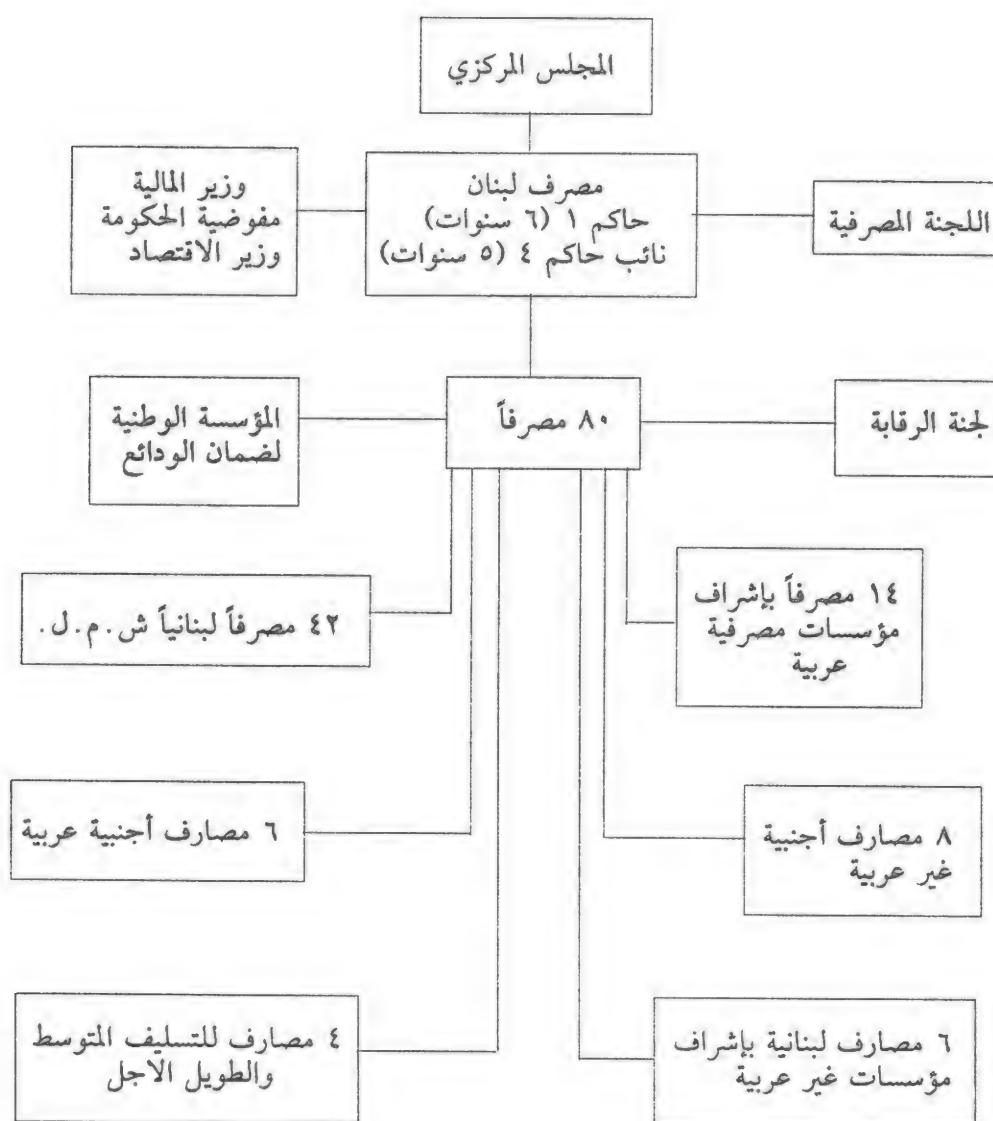 المجلس المركزي
مصرف لبنان
حاكم ١ (٦ سنوات)
نائب حاكم ٤ (٥ سنوات)
اللجنة المصرفية
وزير المالية
مفوضية الحكومة
وزير الاقتصاد
٨٠ مصرفاً
لجنة الرقابة
المؤسسة الوطنية
لضمان الودائع
١٤ مصرفاً بإشراف
مؤسسات مصرفية
عربية
٤٢ مصرفاً لبنانياً ش.م.ل.
٨ مصارف أجنبية
غير عربية
٦ مصارف أجنبية عربية
٦ مصارف لبنانية بإشراف
مؤسسات غير عربية
٤ مصارف للتسليف المتوسط
والطويل الاجل